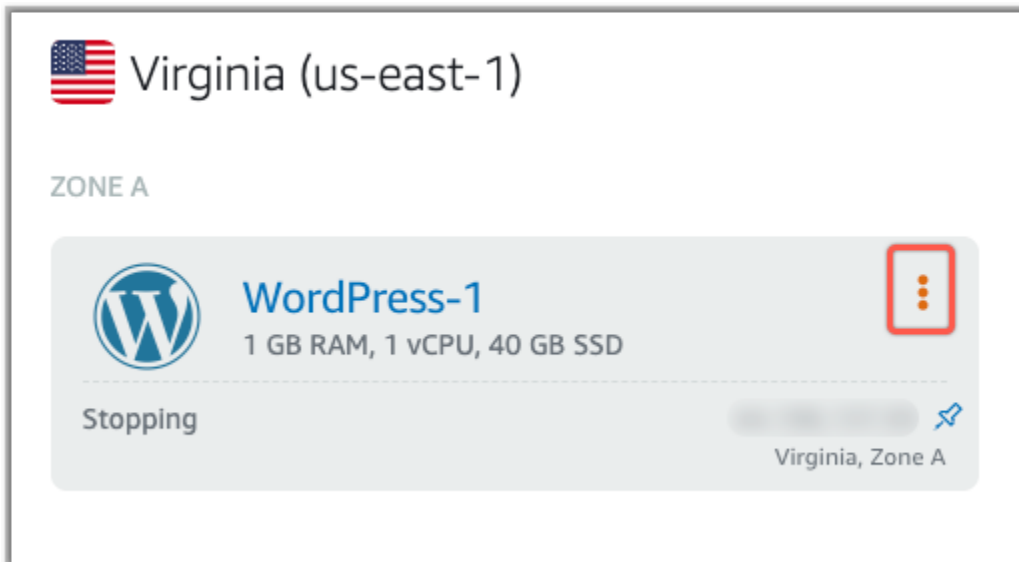 Virginia (us-east-1)
ZONE A
WordPress-1
1 GB RAM, 1 vCPU, 40 GB SSD
Stopping
Virginia, Zone A